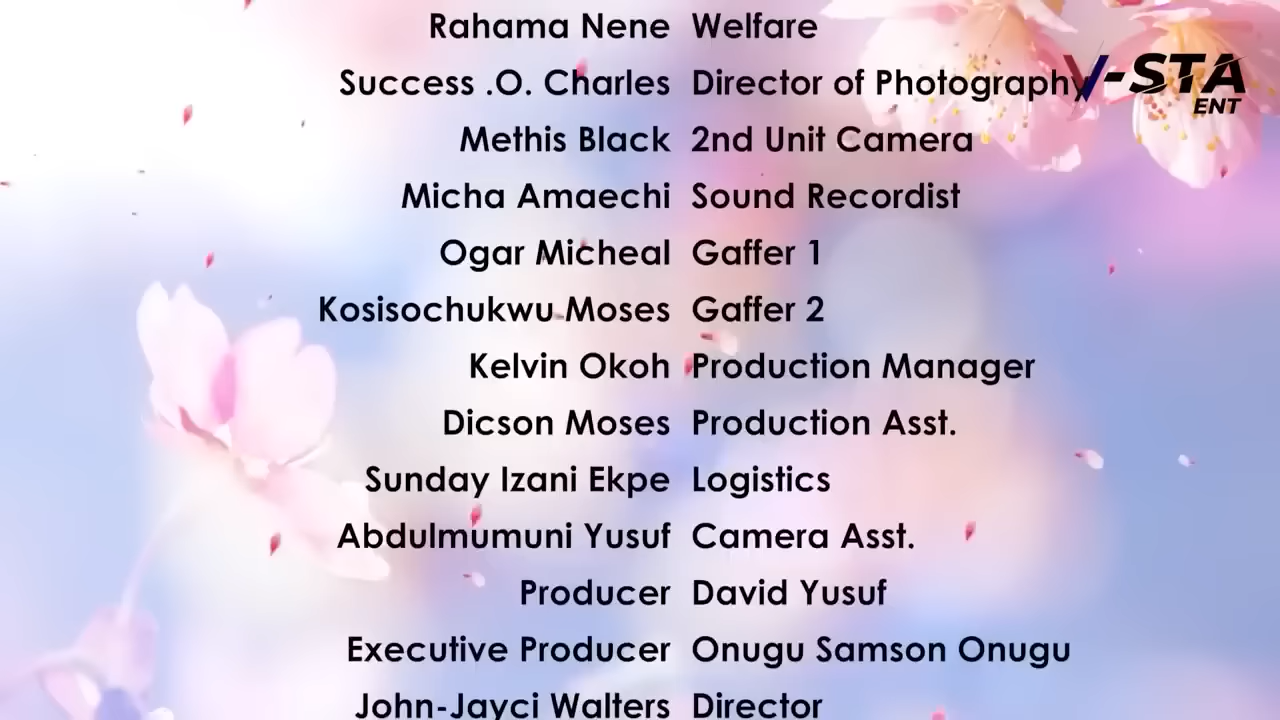 Rahama Nene Welfare
Success .O. Charles Director of Photography
V-STA
ENT
Methis Black 2nd Unit Camera
Micha Amaechi Sound Recordist
Ogar Micheal Gaffer 1
Kosisochukwu Moses Gaffer 2
Kelvin Okoh Production Manager
Dicson Moses Production Asst.
Sunday Izani Ekpe Logistics
Abdulmumuni Yusuf Camera Asst.
Producer David Yusuf
Executive Producer Onugu Samson Onugu
John-Jayci Walters Director